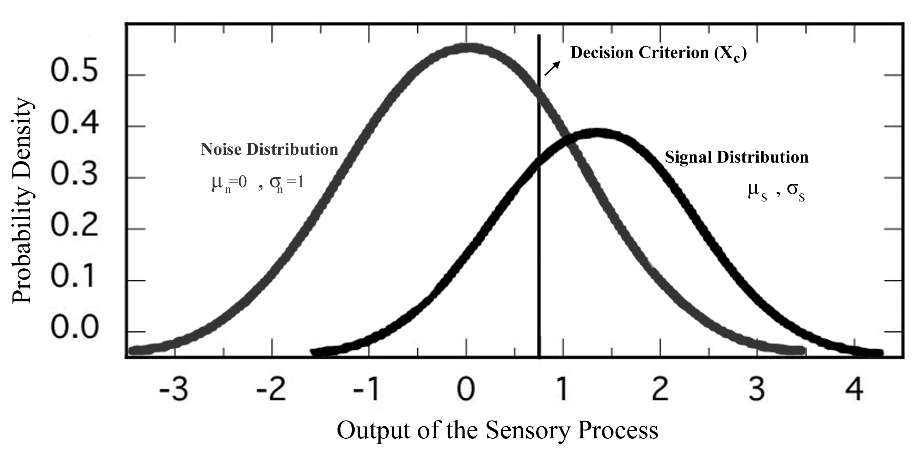 Probability Density
0.5
0.4
0.3
0.2
0.1
0.0
Decision Criterion (Xc)
Noise Distribution
μn=0 , σn=1
Signal Distribution
μs , σs
-3 -2 -1 0 1 2 3 4
Output of the Sensory Process